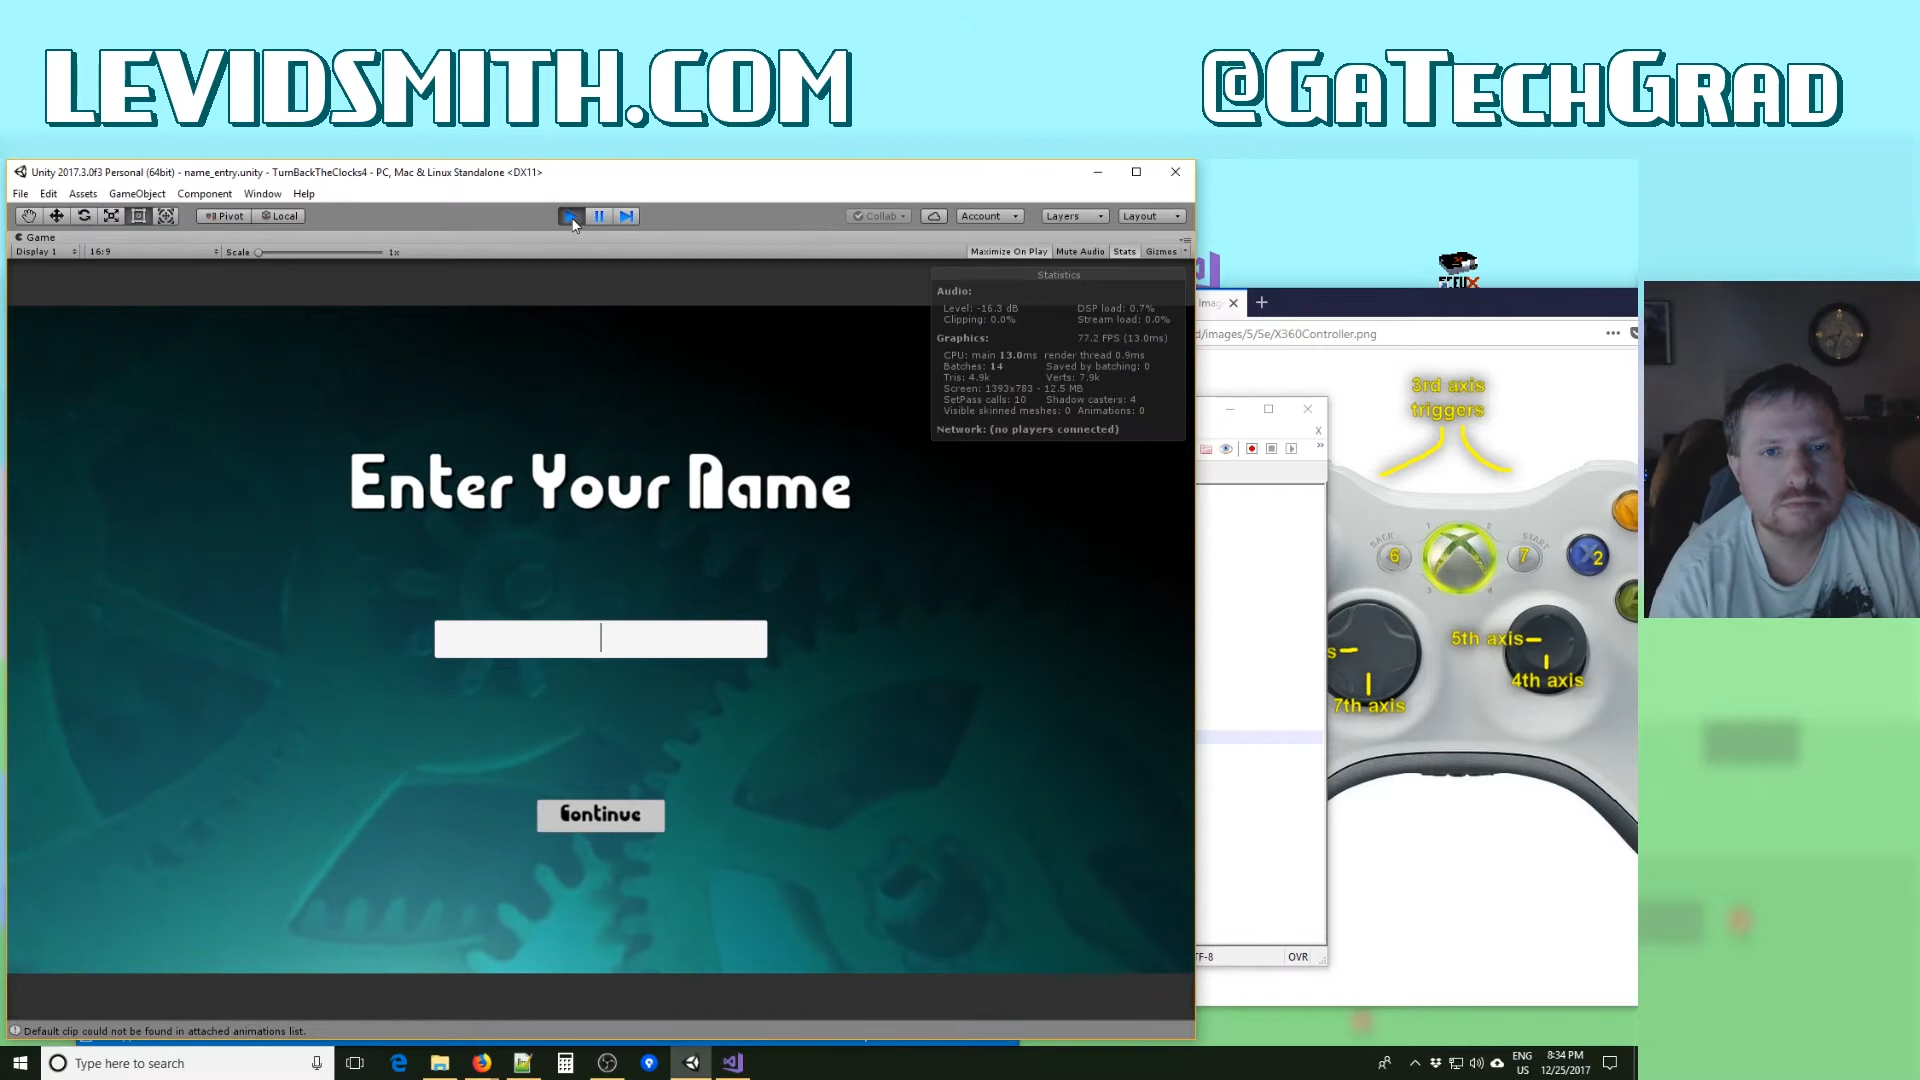 LEVIDSMITH.COM
@GATECHGRAD
Unity 2017.3.0f3 Personal (64bit) - name_entry.unity - TurnBackTheClocks4 - PC, Mac & Linux Standalone <DX11>
File Edit Assets GameObject Component Window Help
Pivot Local Collab Account Layers Layout
Game
Display 1 16:9 Scale 1x Maximize On Play Mute Audio Stats Gizmos
Statistics
Audio:
Level: -16.3 dB DSP load: 0.7%
Clipping: 0.0% Stream load: 0.0%
Graphics: 77.2 FPS (13.0ms)
CPU: main 13.0ms render thread 0.9ms
Batches: 14 Saved by batching: 0
Tris: 4.9k Verts: 7.9k
Screen: 1393x783 - 12.5 MB
SetPass calls: 10 Shadow casters: 4
Visible skinned meshes: 0 Animations: 0
Network: (no players connected)
Enter Your Name
Continue
Default clip could not be found in attached animations list.
d/images/5/5e/X360Controller.png
3rd axis
triggers
BACK 6 START 7 X2
1 2
3 4
5th axis
4th axis
7th axis
TF-8 OVR
Type here to search
ENG 8:34 PM
US 12/25/2017